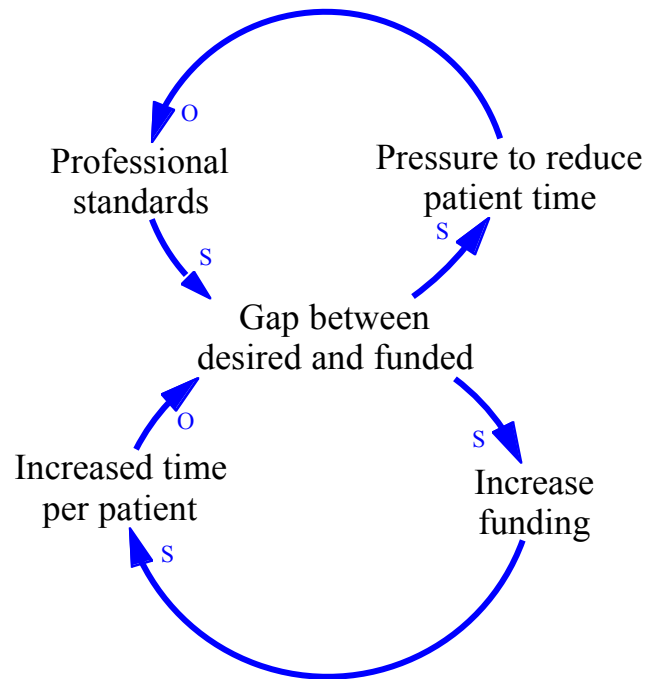 O
Professional
standards
Pressure to reduce
patient time
S
S
Gap between
desired and funded
O
S
Increased time
per patient
Increase
funding
S